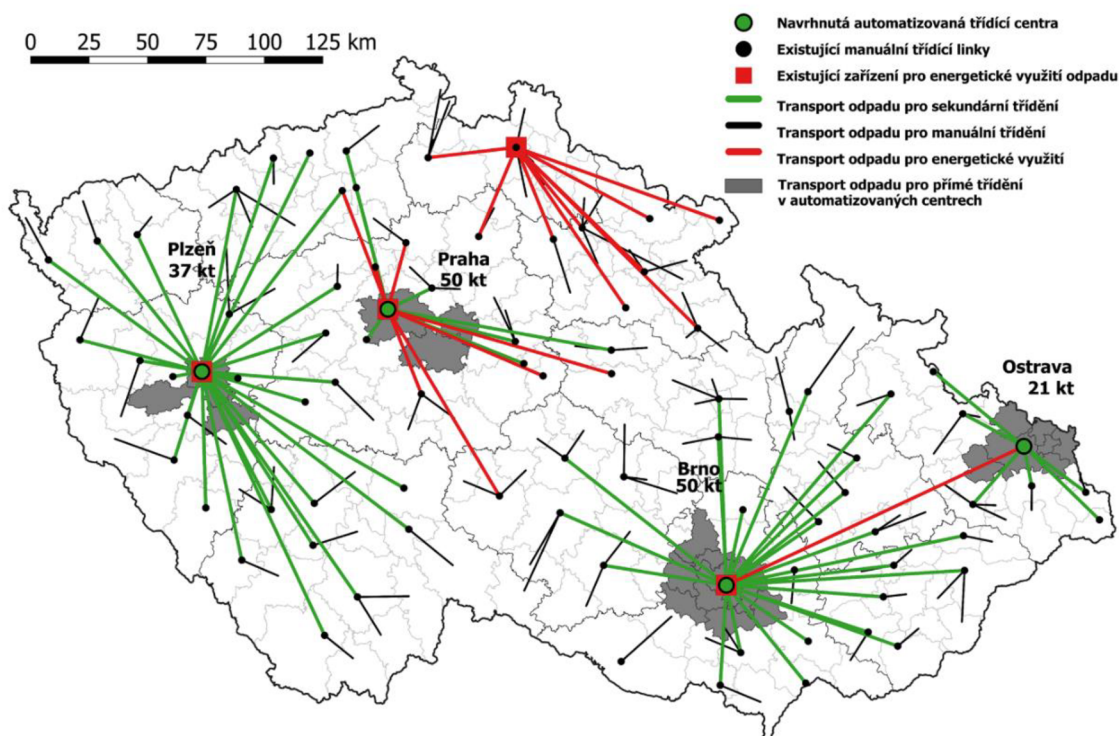 0 25 50 75 100 125 km
Navrhnutá automatizovaná třídící centra
Existující manuální třídící linky
Existující zařízení pro energetické využití odpadu
Transport odpadu pro sekundární třídění
Transport odpadu pro manuální třídění
Transport odpadu pro energetické využití
Transport odpadu pro přímé třídění
v automatizovaných centrech
Plzeň
37 kt
Praha
50 kt
Brno
50 kt
Ostrava
21 kt